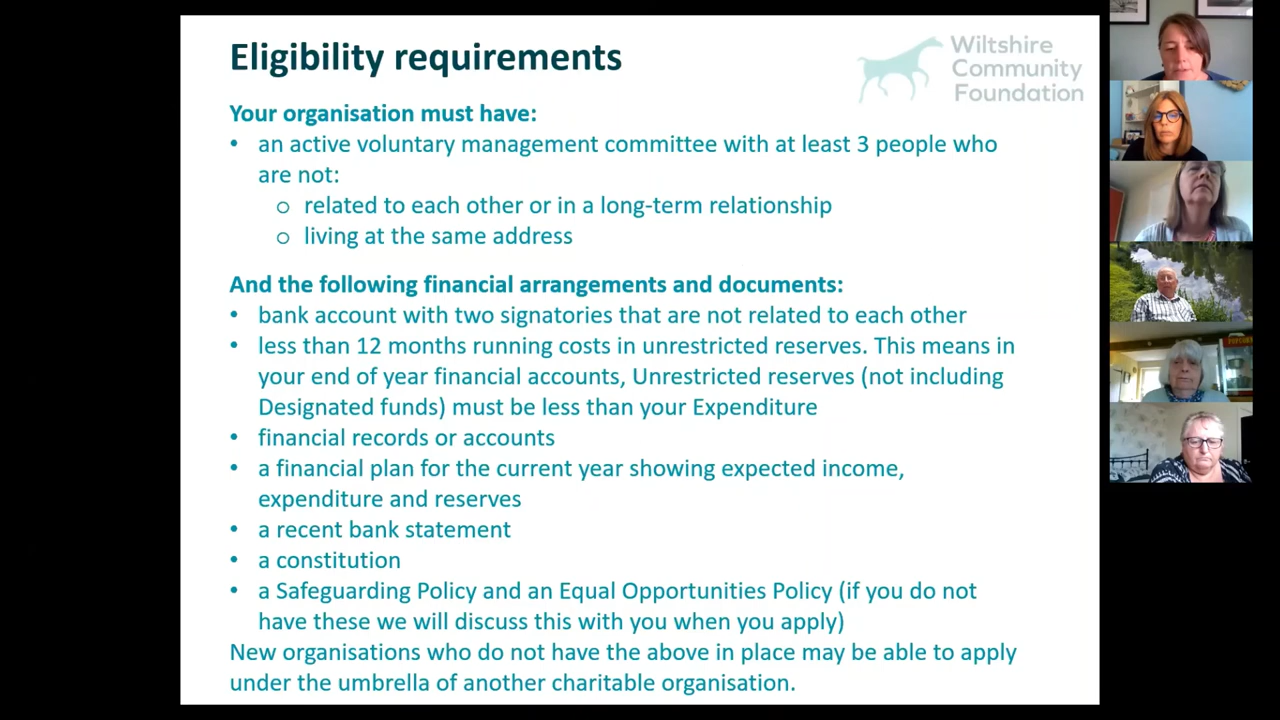 Eligibility requirements
Wiltshire
Community
Foundation
Your organisation must have:
• an active voluntary management committee with at least 3 people who
are not:
o related to each other or in a long-term relationship
o living at the same address
And the following financial arrangements and documents:
• bank account with two signatories that are not related to each other
• less than 12 months running costs in unrestricted reserves. This means in
your end of year financial accounts, Unrestricted reserves (not including
Designated funds) must be less than your Expenditure
• financial records or accounts
• a financial plan for the current year showing expected income,
expenditure and reserves
• a recent bank statement
• a constitution
• a Safeguarding Policy and an Equal Opportunities Policy (if you do not
have these we will discuss this with you when you apply)
New organisations who do not have the above in place may be able to apply
under the umbrella of another charitable organisation.
POPCORN